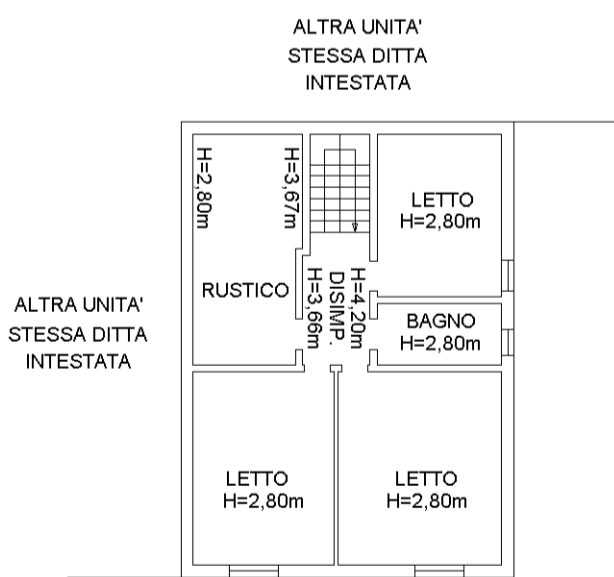 ALTRA UNITA'
STESSA DITTA
INTESTATA
H=2,80m
H=3,67m
LETTO
H=2,80m
RUSTICO
H=4,20m
DISIMP.
H=3,66m
BAGNO
H=2,80m
ALTRA UNITA'
STESSA DITTA
INTESTATA
LETTO
H=2,80m
LETTO
H=2,80m